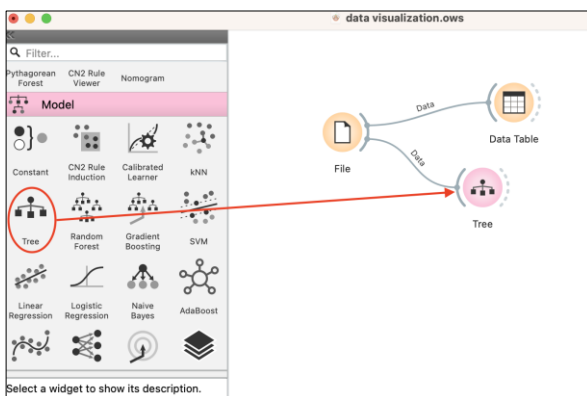 data visualization.ows
Filter...
Pythagorean Forest
CN2 Rule Viewer
Nomogram
Model
Constant
CN2 Rule Induction
Calibrated Learner
kNN
Tree
Random Forest
Gradient Boosting
SVM
Linear Regression
Logistic Regression
Naive Bayes
AdaBoost
Select a widget to show its description.
File
Data
Data Table
Data
Tree